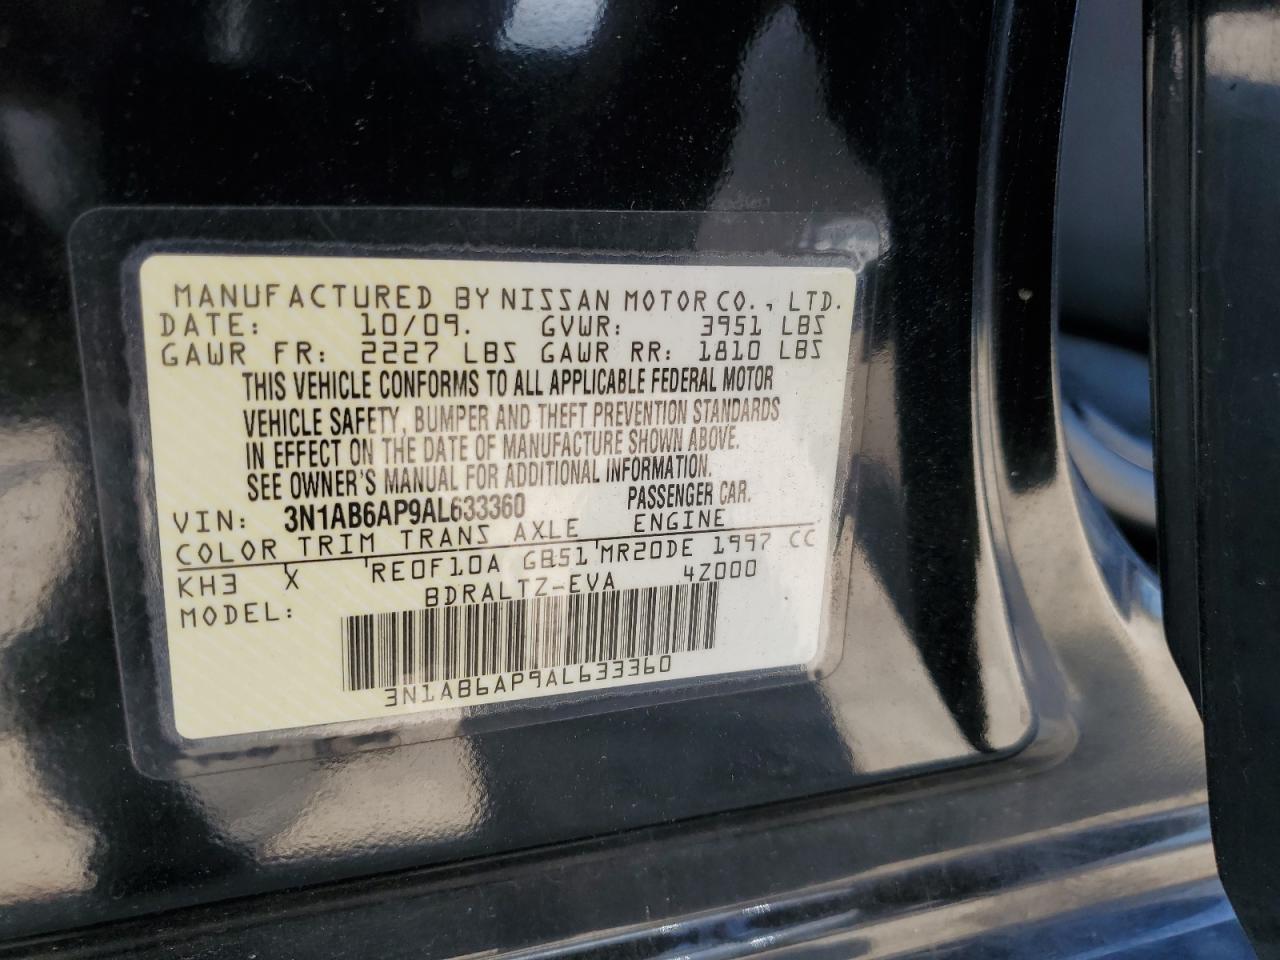 MANUFACTURED BY NISSAN MOTOR CO., LTD.
DATE: 10/09. GVWR: 3951 LBS
GAWR FR: 2227 LBS GAWR RR: 1810 LBS
THIS VEHICLE CONFORMS TO ALL APPLICABLE FEDERAL MOTOR
VEHICLE SAFETY, BUMPER AND THEFT PREVENTION STANDARDS
IN EFFECT ON THE DATE OF MANUFACTURE SHOWN ABOVE.
SEE OWNER'S MANUAL FOR ADDITIONAL INFORMATION.
VIN: 3N1AB6AP9AL633360 PASSENGER CAR.
COLOR TRIM TRANS AXLE ENGINE
KH3 X RE0F10A GB51 MR20DE 1997 CC
MODEL: BDRALTZ-EVA 4Z000
3N1AB6AP9AL633360